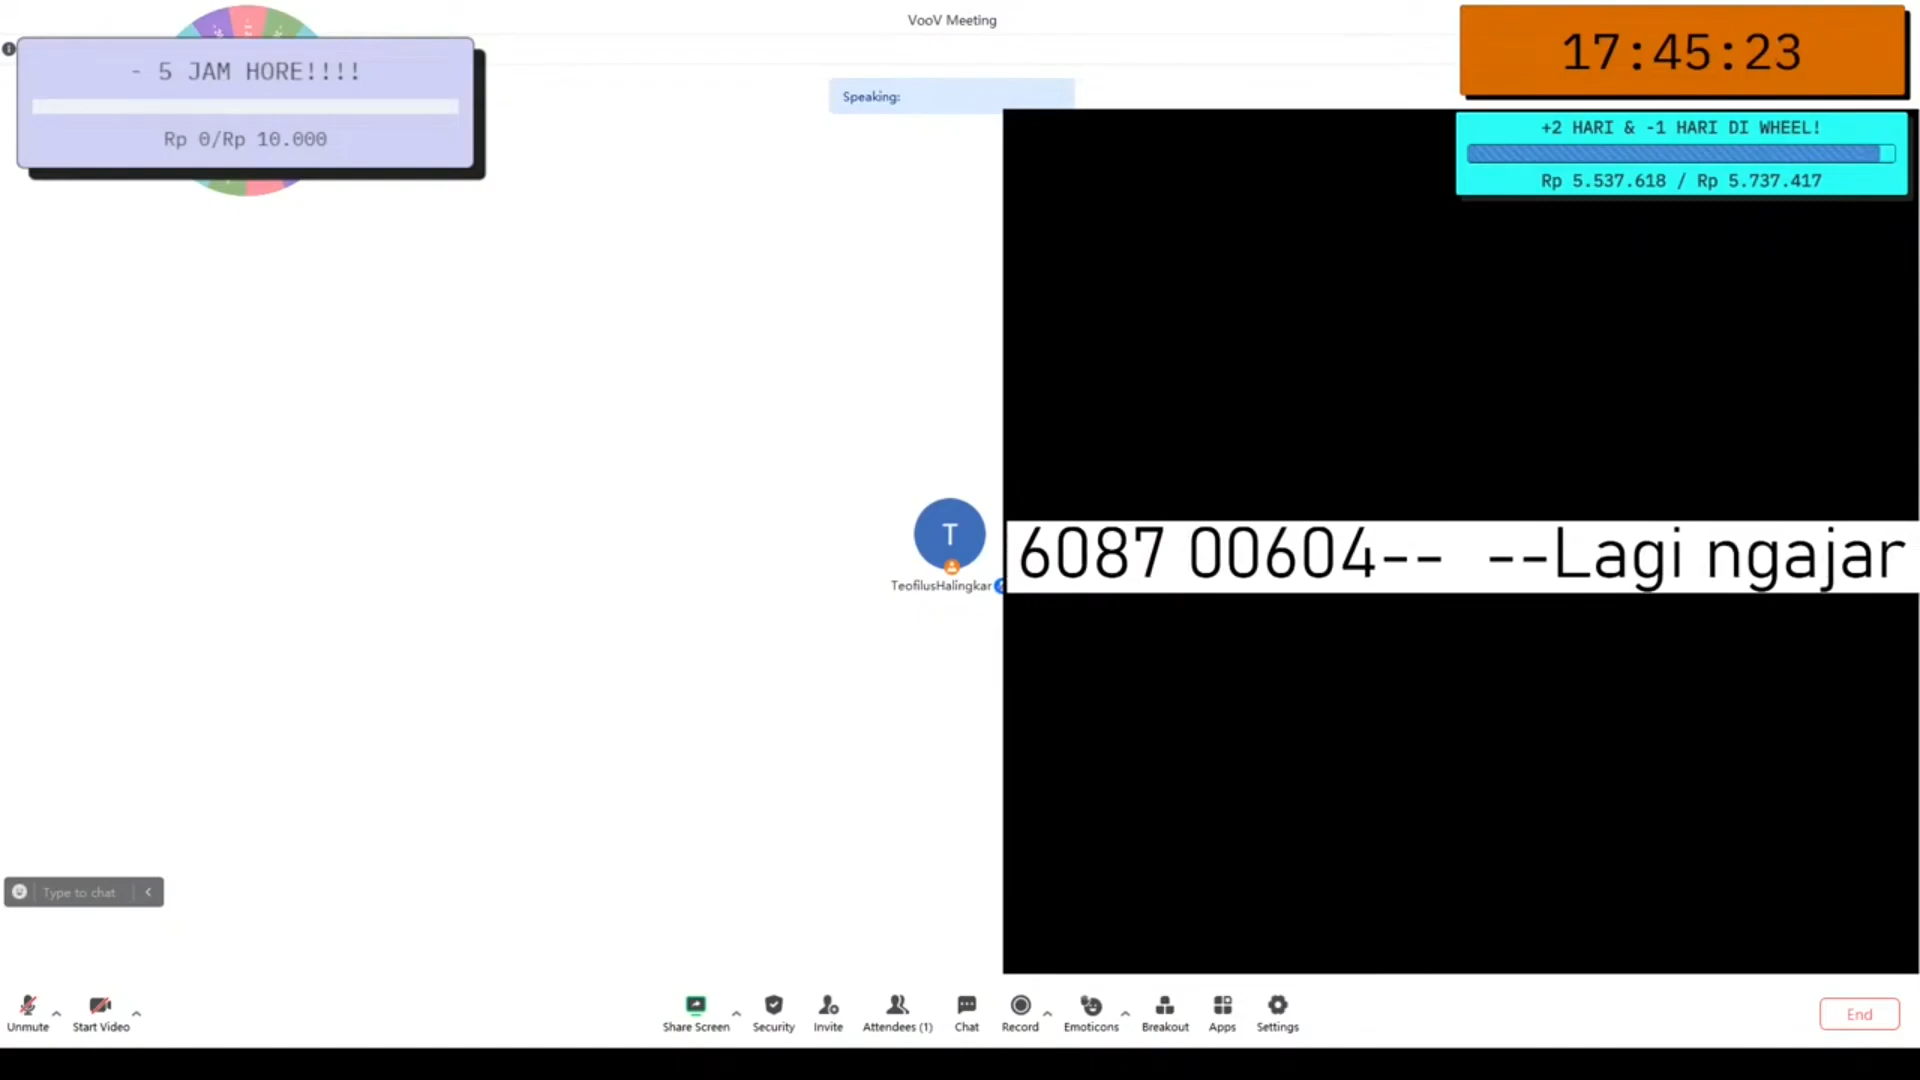 VooV Meeting
- 5 JAM HORE!!!!
Rp 0/Rp 10.000
17:45:23
Speaking:
+2 HARI & -1 HARI DI WHEEL!
Rp 5.537.618 / Rp 5.737.417
T
TeofilusHalingkar
6087 00604-- --Lagi ngajar
Type to chat
Unmute
Start Video
Share Screen
Security
Invite
Attendees (1)
Chat
Record
Emoticons
Breakout
Apps
Settings
End